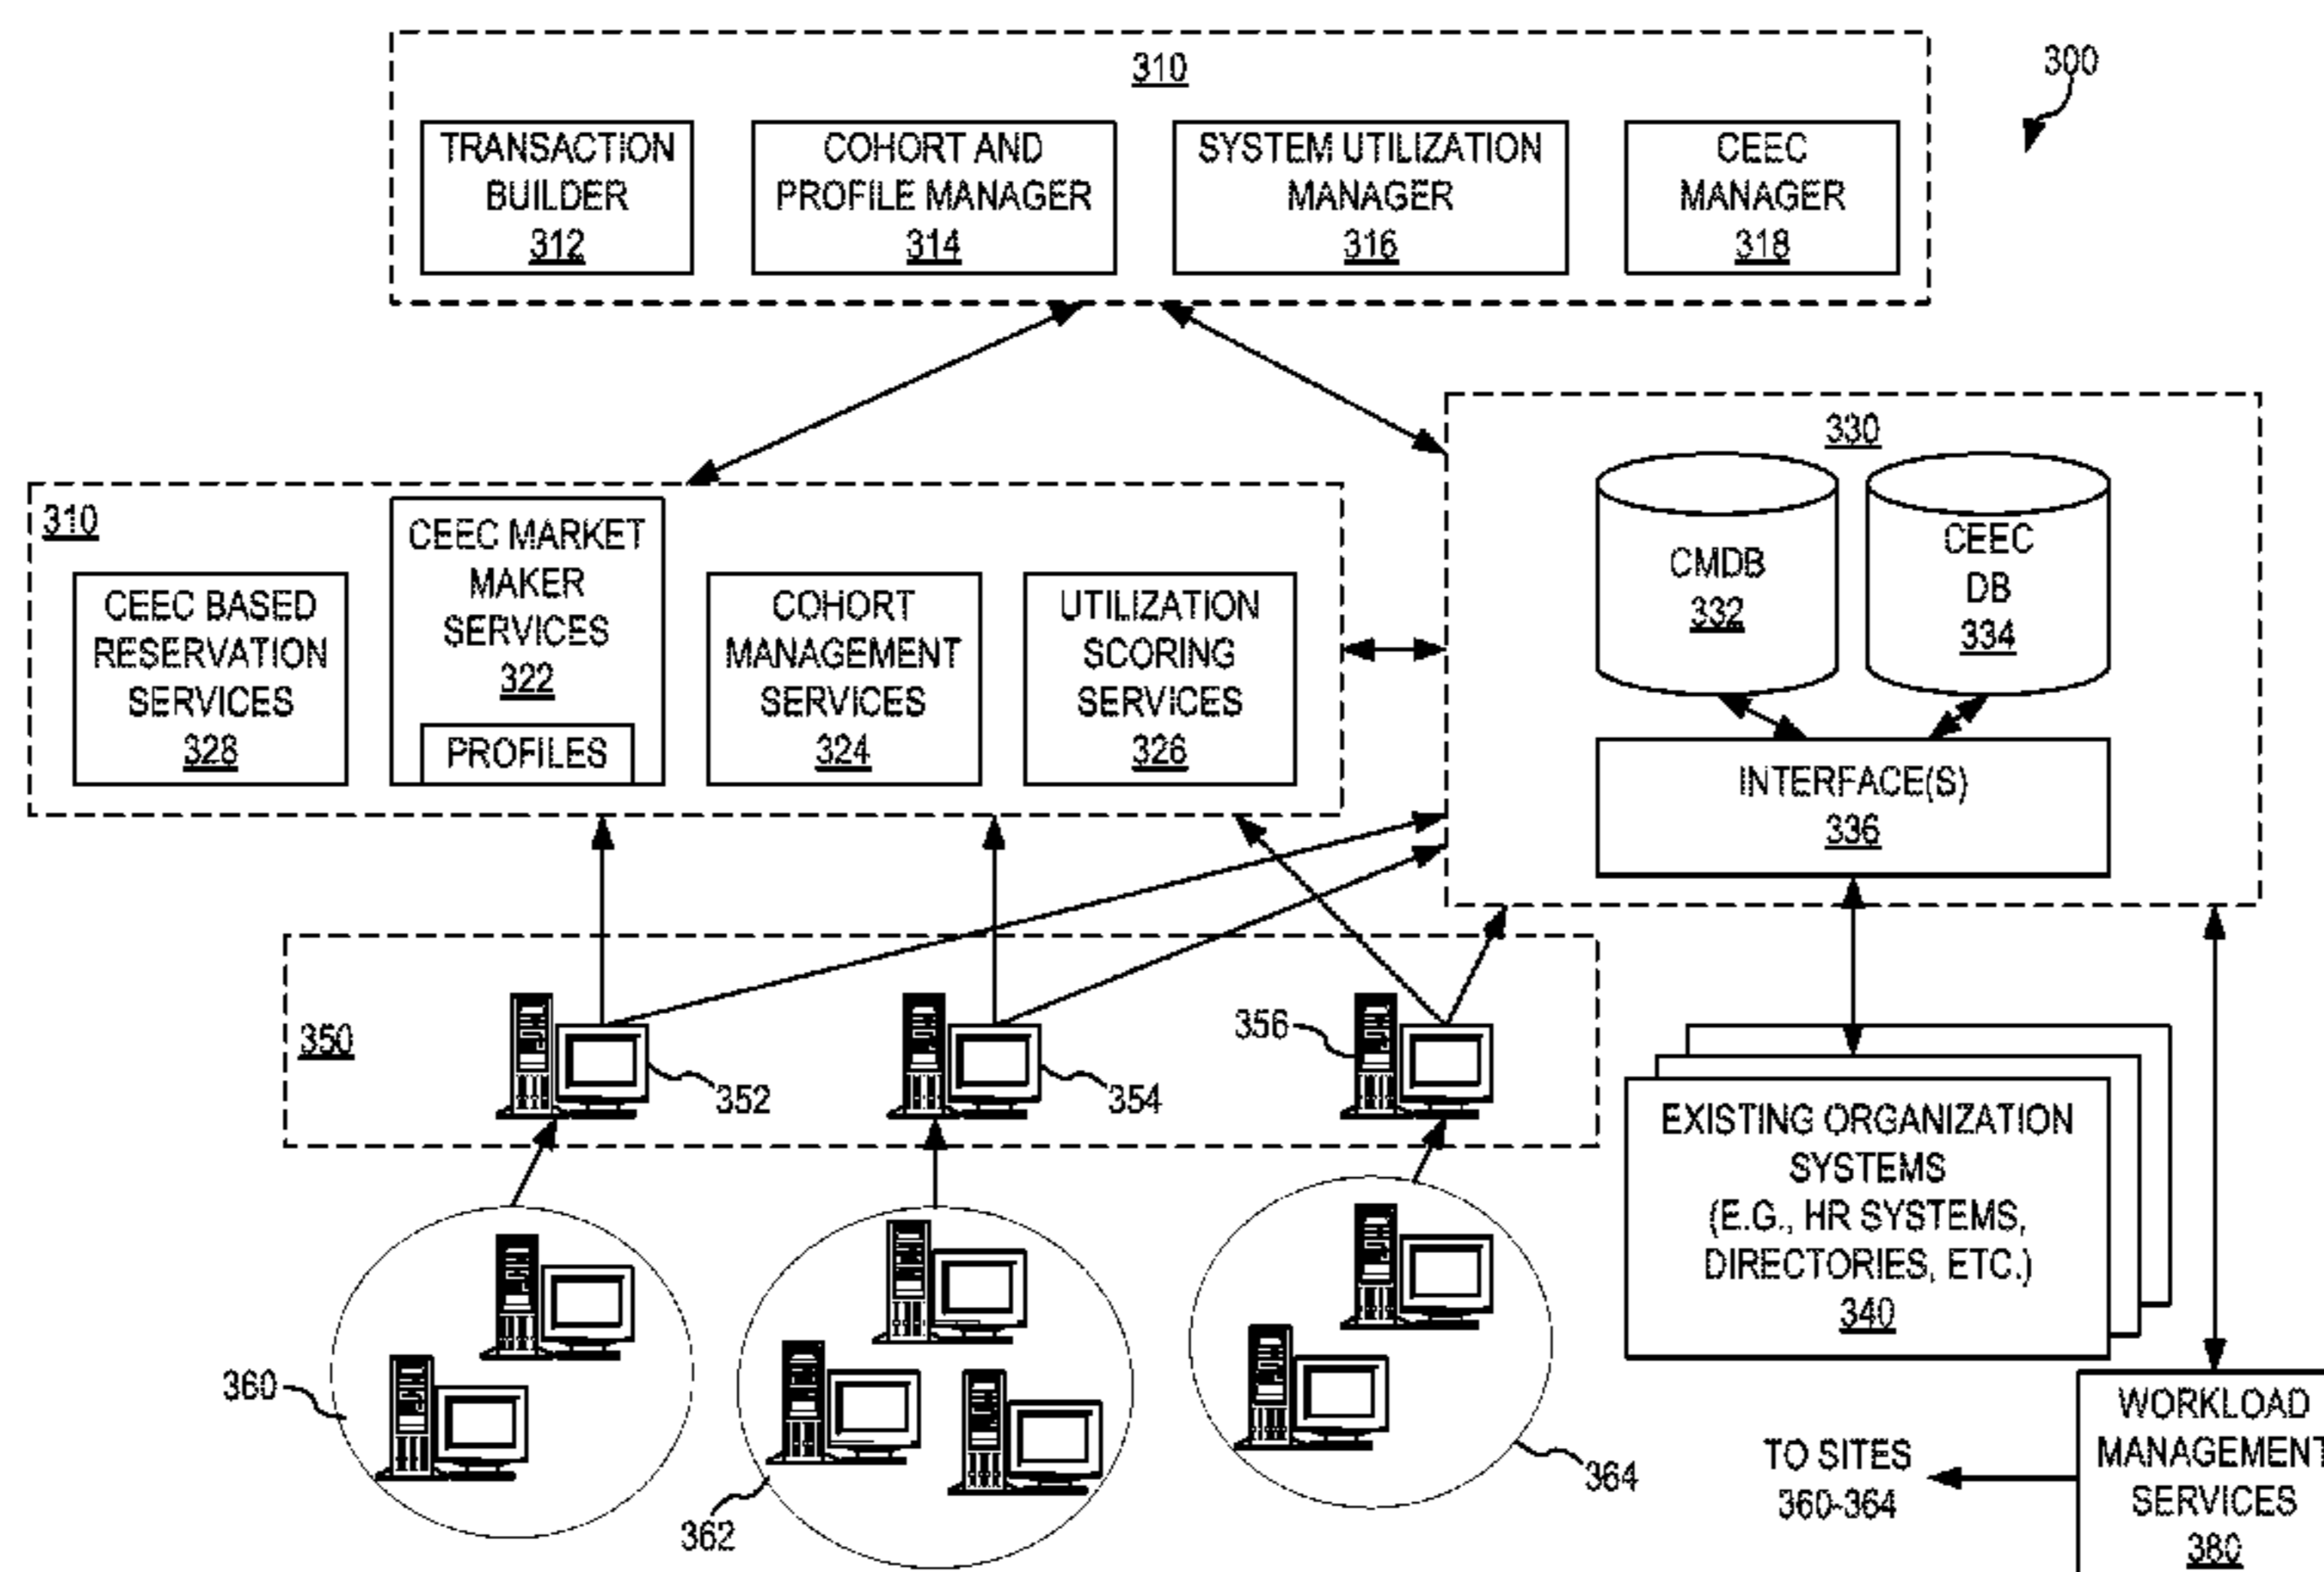 310
300
TRANSACTION
BUILDER
312
COHORT AND
PROFILE MANAGER
314
SYSTEM UTILIZATION
MANAGER
316
CEEC
MANAGER
318
310
CEEC BASED
RESERVATION
SERVICES
328
CEEC MARKET
MAKER
SERVICES
322
PROFILES
COHORT
MANAGEMENT
SERVICES
324
UTILIZATION
SCORING
SERVICES
326
330
CMDB
332
CEEC
DB
334
INTERFACE(S)
336
350
352
354
356
EXISTING ORGANIZATION
SYSTEMS
(E.G., HR SYSTEMS,
DIRECTORIES, ETC.)
340
360
362
364
TO SITES
360-364
WORKLOAD
MANAGEMENT
SERVICES
380